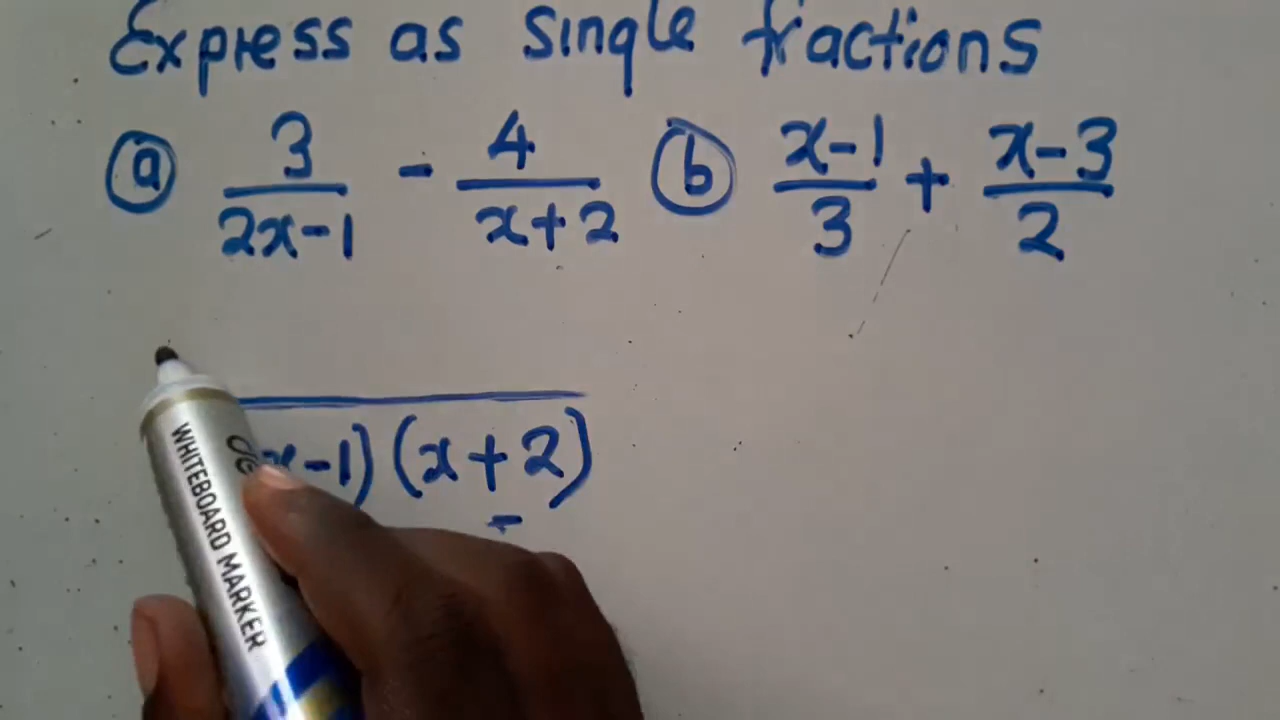 Express as single fractions
(a) 3/(2x-1) - 4/(x+2) (b) (x-1)/3 + (x-3)/2
x-1) (x+2)
WHITEBOARD MARKER